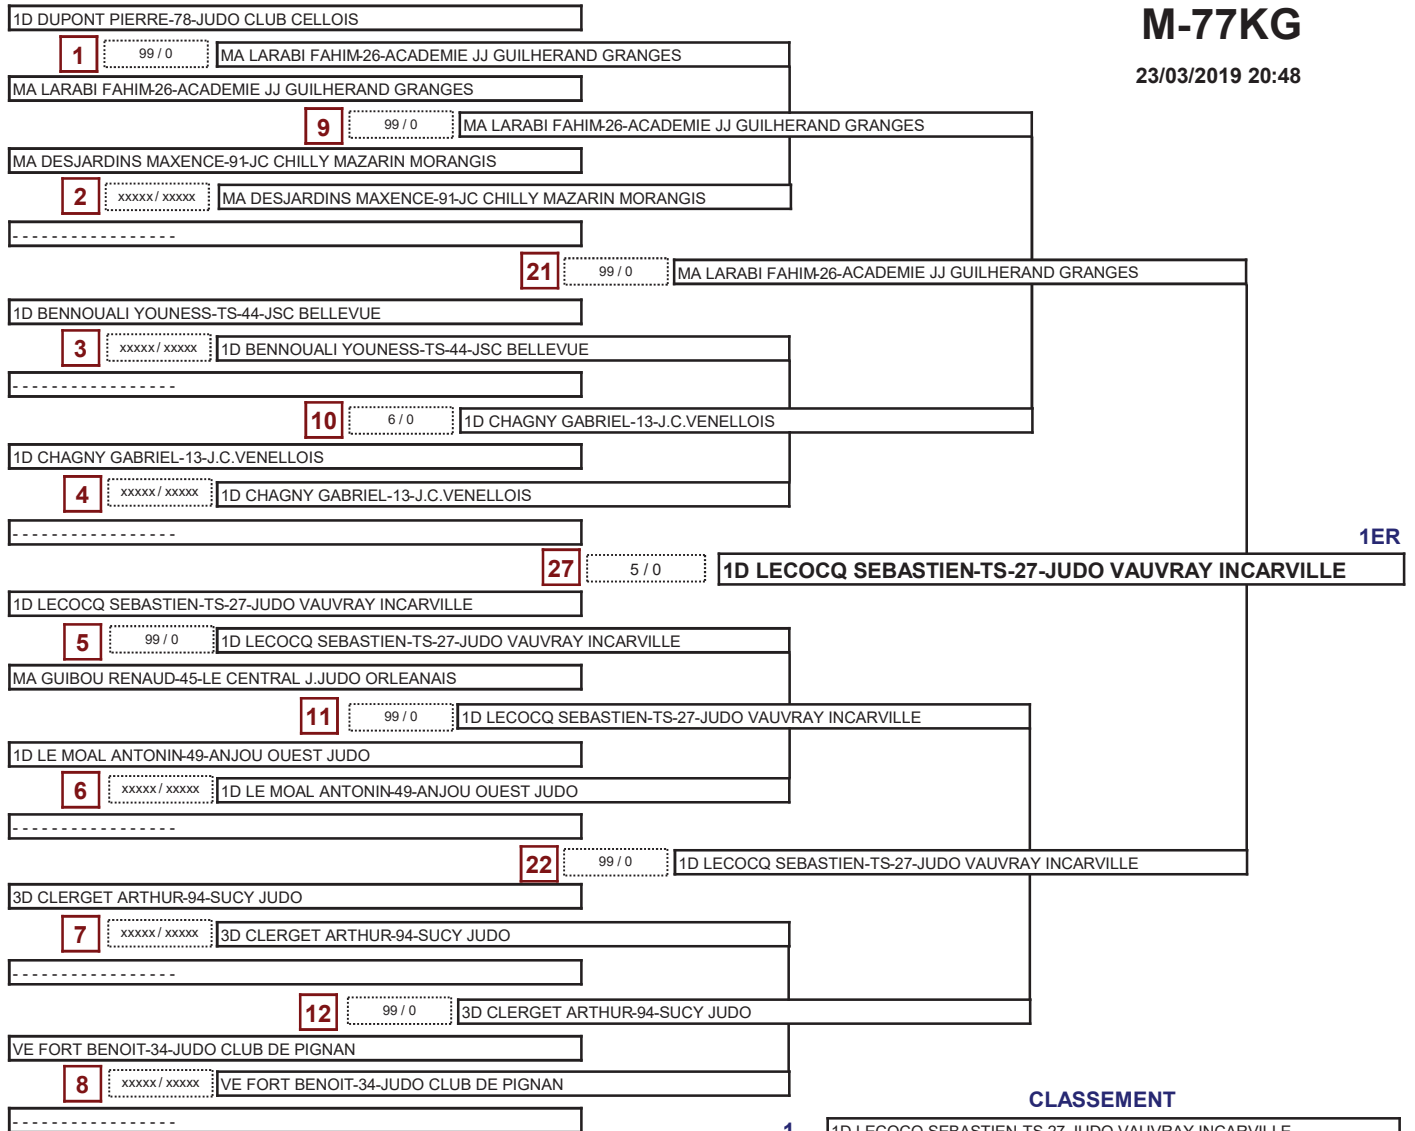 M-77KG
23/03/2019 20:48
1D DUPONT PIERRE-78-JUDO CLUB CELLOIS
1 99 / 0 MA LARABI FAHIM-26-ACADEMIE JJ GUILHERAND GRANGES
MA LARABI FAHIM-26-ACADEMIE JJ GUILHERAND GRANGES
9 99 / 0 MA LARABI FAHIM-26-ACADEMIE JJ GUILHERAND GRANGES
MA DESJARDINS MAXENCE-91-JC CHILLY MAZARIN MORANGIS
2 xxxxx / xxxxx MA DESJARDINS MAXENCE-91-JC CHILLY MAZARIN MORANGIS
- - - - - - - - - - - - - - - -
21 99 / 0 MA LARABI FAHIM-26-ACADEMIE JJ GUILHERAND GRANGES
1D BENNOUALI YOUNESS-TS-44-JSC BELLEVUE
3 xxxxx / xxxxx 1D BENNOUALI YOUNESS-TS-44-JSC BELLEVUE
- - - - - - - - - - - - - - - -
10 6 / 0 1D CHAGNY GABRIEL-13-J.C.VENELLOIS
1D CHAGNY GABRIEL-13-J.C.VENELLOIS
4 xxxxx / xxxxx 1D CHAGNY GABRIEL-13-J.C.VENELLOIS
- - - - - - - - - - - - - - - -
1ER
27 5 / 0 1D LECOCQ SEBASTIEN-TS-27-JUDO VAUVRAY INCARVILLE
1D LECOCQ SEBASTIEN-TS-27-JUDO VAUVRAY INCARVILLE
5 99 / 0 1D LECOCQ SEBASTIEN-TS-27-JUDO VAUVRAY INCARVILLE
MA GUIBOU RENAUD-45-LE CENTRAL J.JUDO ORLEANAIS
11 99 / 0 1D LECOCQ SEBASTIEN-TS-27-JUDO VAUVRAY INCARVILLE
1D LE MOAL ANTONIN-49-ANJOU OUEST JUDO
6 xxxxx / xxxxx 1D LE MOAL ANTONIN-49-ANJOU OUEST JUDO
- - - - - - - - - - - - - - - -
22 99 / 0 1D LECOCQ SEBASTIEN-TS-27-JUDO VAUVRAY INCARVILLE
3D CLERGET ARTHUR-94-SUCY JUDO
7 xxxxx / xxxxx 3D CLERGET ARTHUR-94-SUCY JUDO
- - - - - - - - - - - - - - - -
12 99 / 0 3D CLERGET ARTHUR-94-SUCY JUDO
VE FORT BENOIT-34-JUDO CLUB DE PIGNAN
8 xxxxx / xxxxx VE FORT BENOIT-34-JUDO CLUB DE PIGNAN
- - - - - - - - - - - - - - - -
CLASSEMENT
1 1D LECOCQ SEBASTIEN-TS-27-JUDO VAUVRAY INCARVILLE